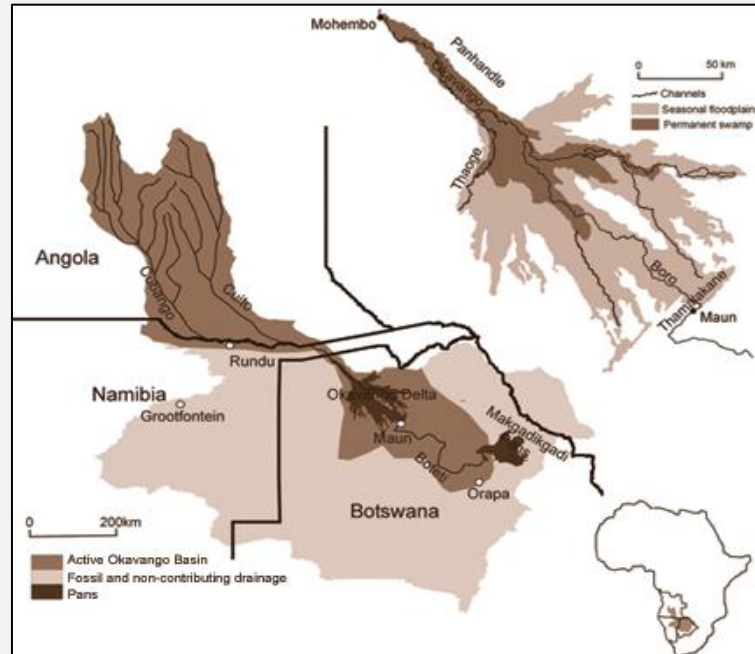 Mohembo
Panhandle
Okavango
0 50 km
Channels
Seasonal floodplain
Permanent swamp
Thaoge
Boro
Thamalakane
Maun
Angola
Cubango
Cuito
Rundu
Namibia
Grootfontein
Okavango Delta
Maun
Makgadikgadi
Boteti
Orapa
Botswana
0 200km
Active Okavango Basin
Fossil and non-contributing drainage
Pans